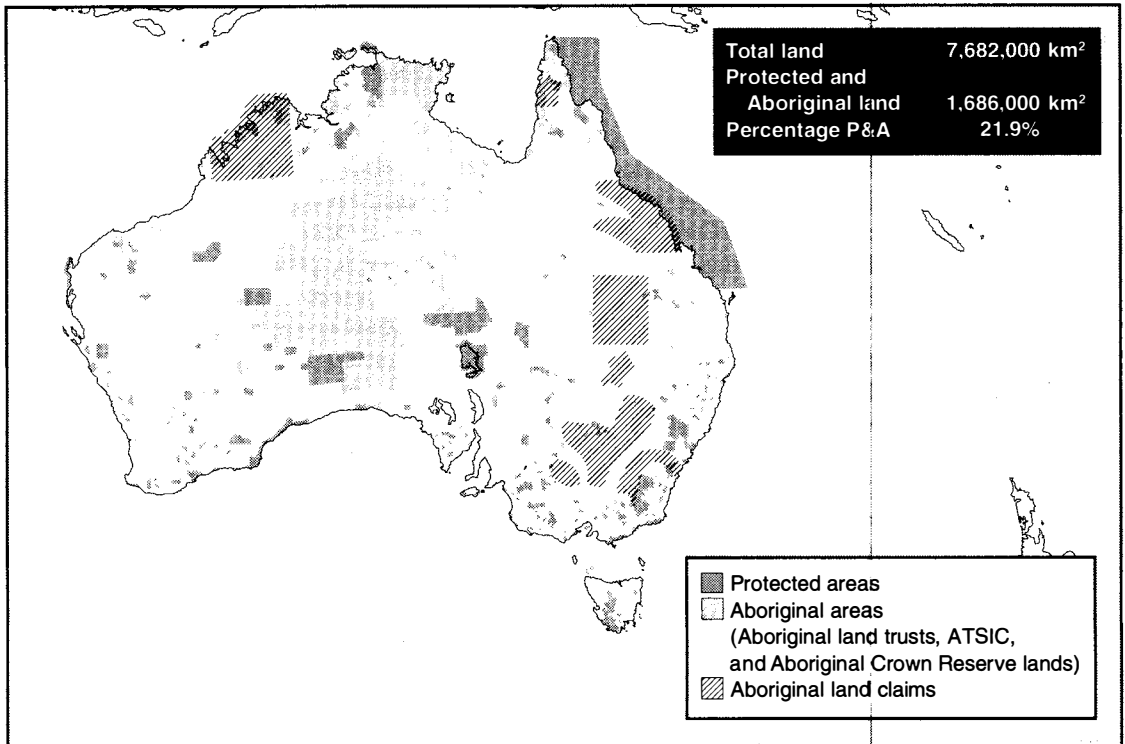 Total land 7,682,000 km²
Protected and
Aboriginal land 1,686,000 km²
Percentage P&A 21.9%
Protected areas
Aboriginal areas
(Aboriginal land trusts, ATSIC,
and Aboriginal Crown Reserve lands)
Aboriginal land claims